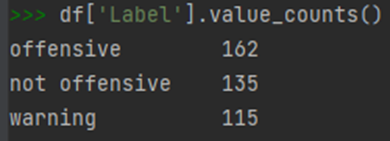 >>> df['Label'].value_counts()
offensive 162
not offensive 135
warning 115